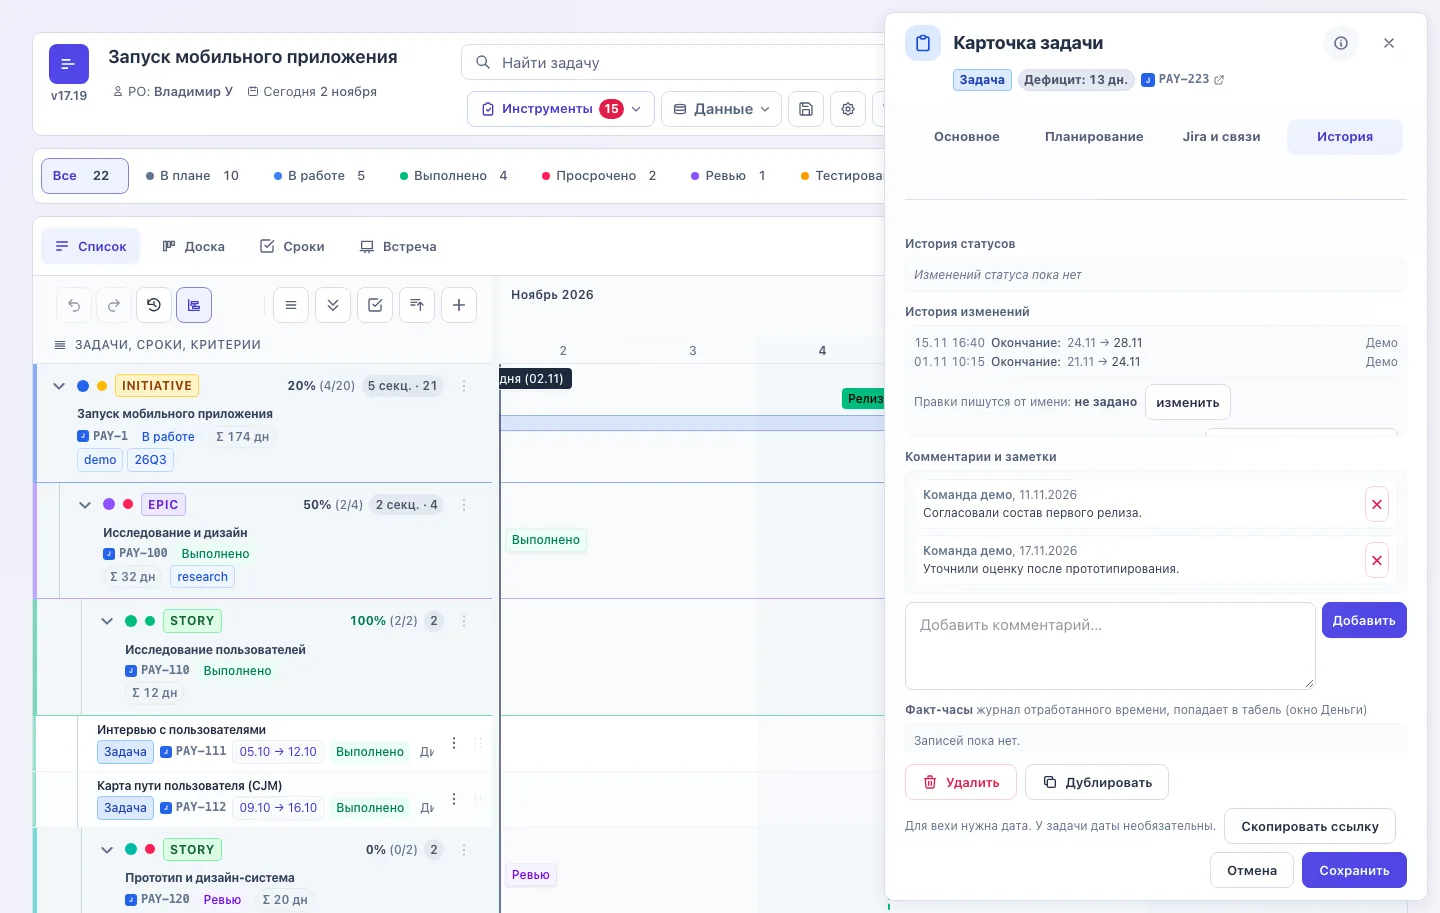 Запуск мобильного приложения
v17.19
PO: Владимир У
Сегодня 2 ноября
Найти задачу
Инструменты 15
Данные
Все 22
В плане 10
В работе 5
Выполнено 4
Просрочено 2
Ревью 1
Тестирова
Список
Доска
Сроки
Встреча
ЗАДАЧИ, СРОКИ, КРИТЕРИИ
Ноябрь 2026
2 3 4
дня (02.11)
Релиз
INITIATIVE 20% (4/20) 5 секц. · 21
Запуск мобильного приложения
PAY-1 В работе Σ 174 дн
demo 26Q3
EPIC 50% (2/4) 2 секц. · 4
Исследование и дизайн
PAY-100 Выполнено
Σ 32 дн research
Выполнено
STORY 100% (2/2) 2
Исследование пользователей
PAY-110 Выполнено
Σ 12 дн
Интервью с пользователями
Задача PAY-111 05.10 → 12.10 Выполнено Ди
Карта пути пользователя (CJM)
Задача PAY-112 09.10 → 16.10 Выполнено Ди
STORY 0% (0/2) 2
Прототип и дизайн-система
PAY-120 Ревью Σ 20 дн
Ревью
Карточка задачи
Задача Дефицит: 13 дн. PAY-223
Основное
Планирование
Jira и связи
История
История статусов
Изменений статуса пока нет
История изменений
15.11 16:40 Окончание: 24.11 → 28.11 Демо
01.11 10:15 Окончание: 21.11 → 24.11 Демо
Правки пишутся от имени: не задано изменить
Комментарии и заметки
Команда демо, 11.11.2026
Согласовали состав первого релиза.
Команда демо, 17.11.2026
Уточнили оценку после прототипирования.
Добавить комментарий...
Добавить
Факт-часы журнал отработанного времени, попадает в табель (окно Деньги)
Записей пока нет.
Удалить
Дублировать
Для вехи нужна дата. У задачи даты необязательны.
Скопировать ссылку
Отмена
Сохранить